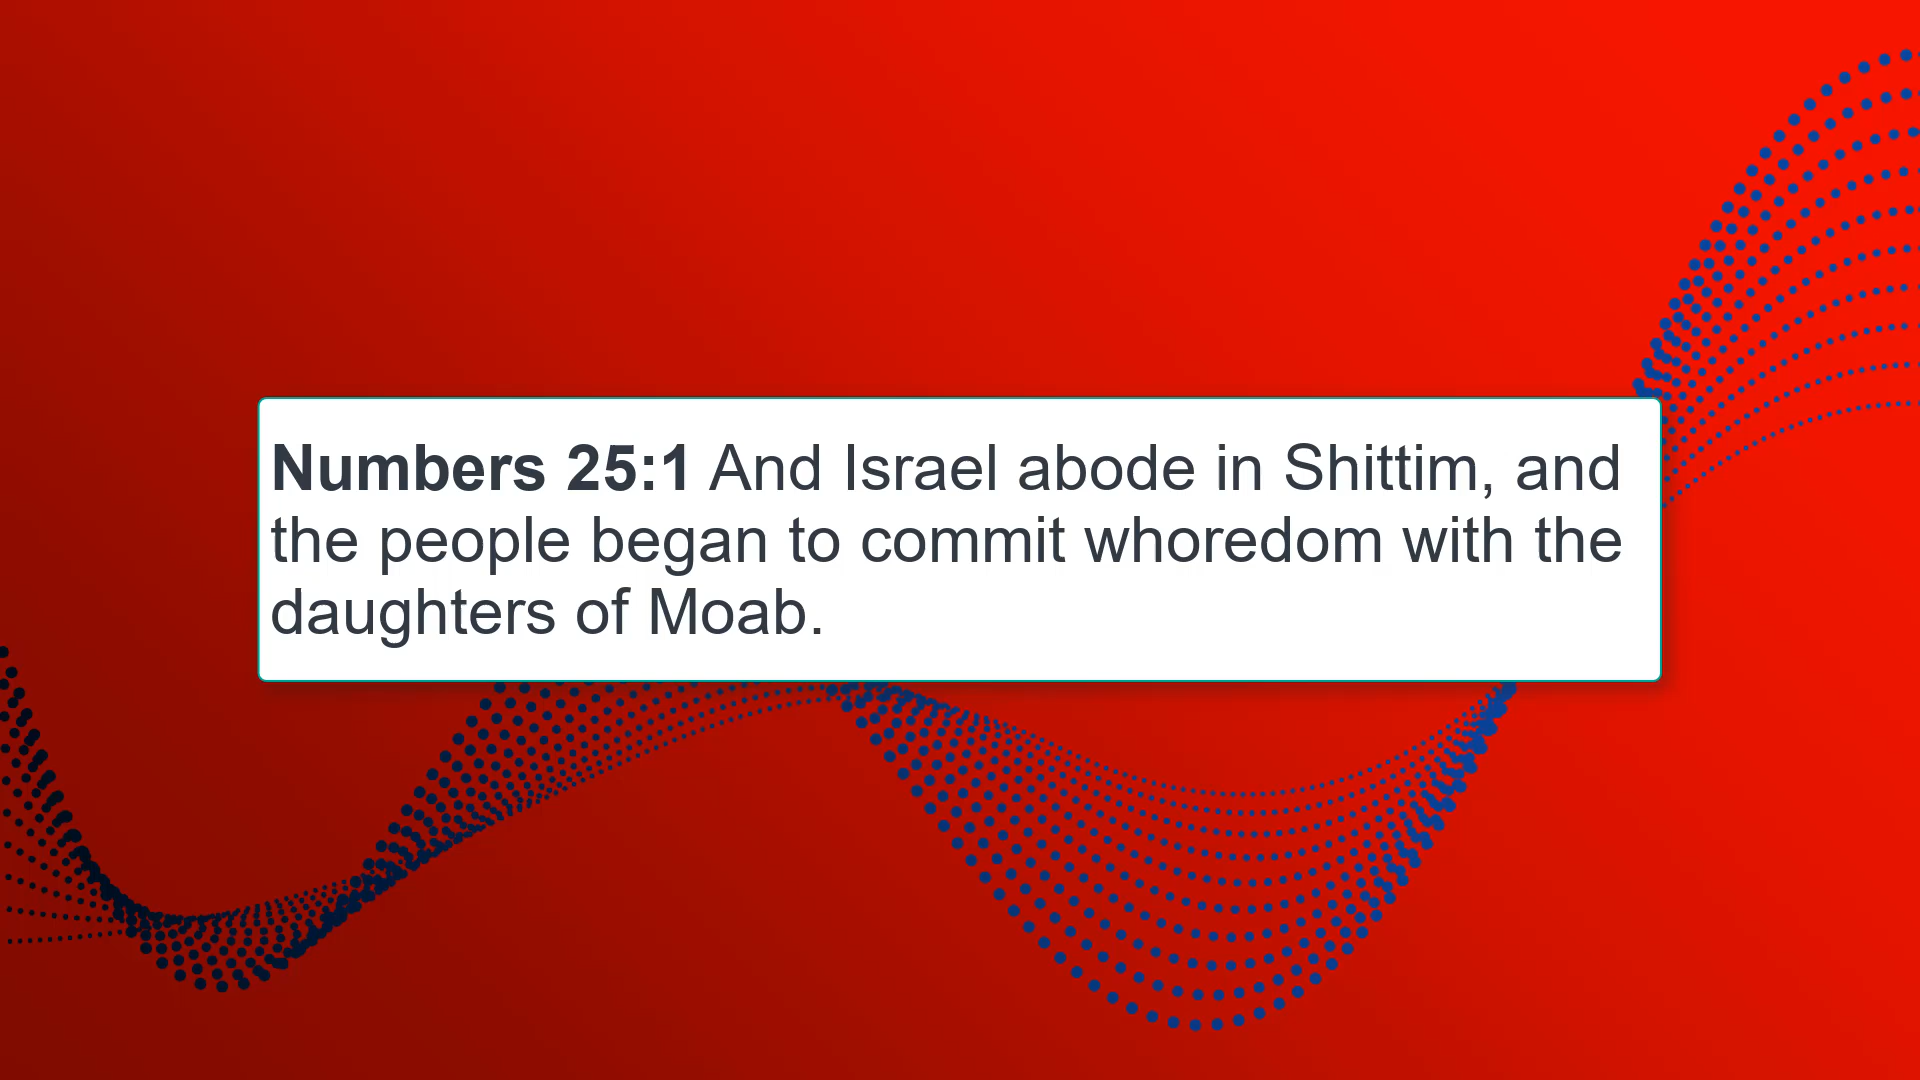 Numbers 25:1 And Israel abode in Shittim, and
the people began to commit whoredom with the
daughters of Moab.